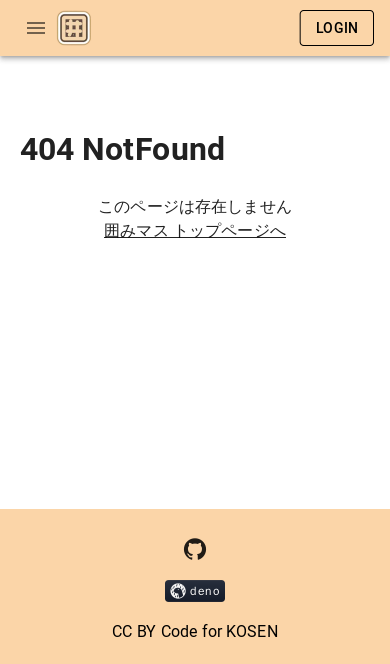 LOGIN
404 NotFound
このページは存在しません
囲みマス トップページへ
deno
CC BY Code for KOSEN